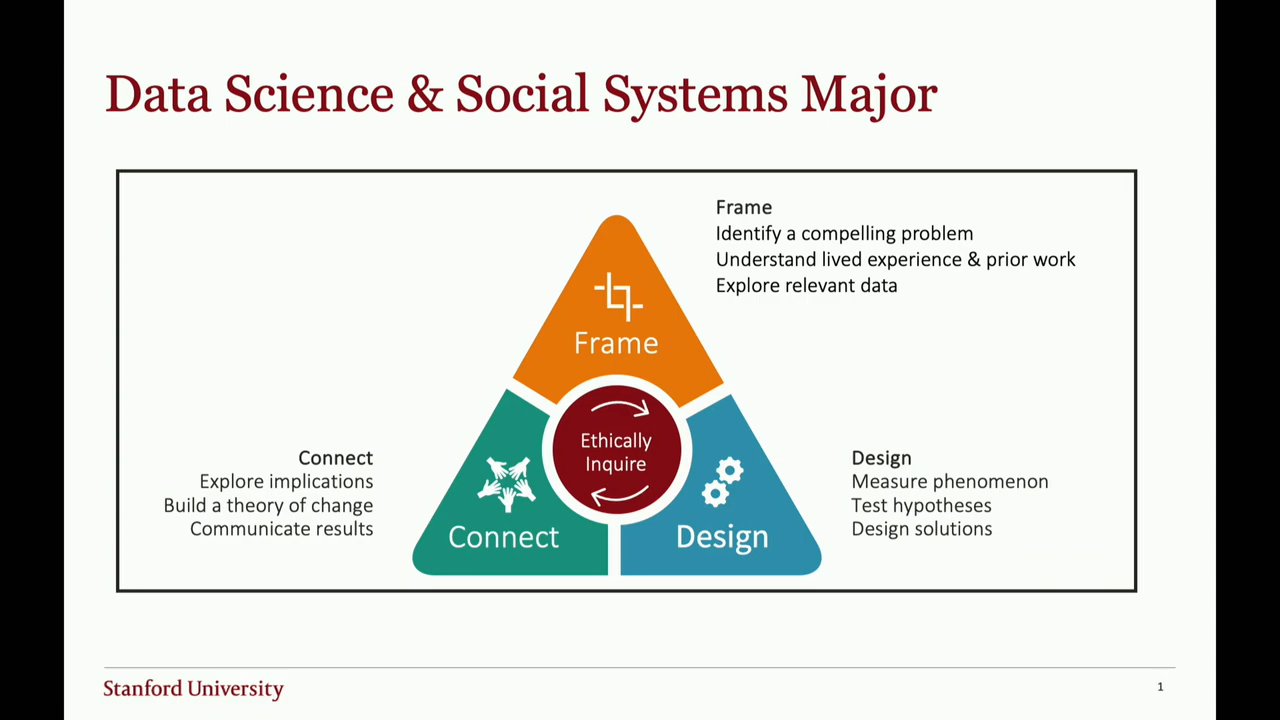 Data Science & Social Systems Major
Frame
Identify a compelling problem
Understand lived experience & prior work
Explore relevant data
Frame
Ethically
Inquire
Connect
Explore implications
Build a theory of change
Communicate results
Connect
Design
Design
Measure phenomenon
Test hypotheses
Design solutions
Stanford University
1